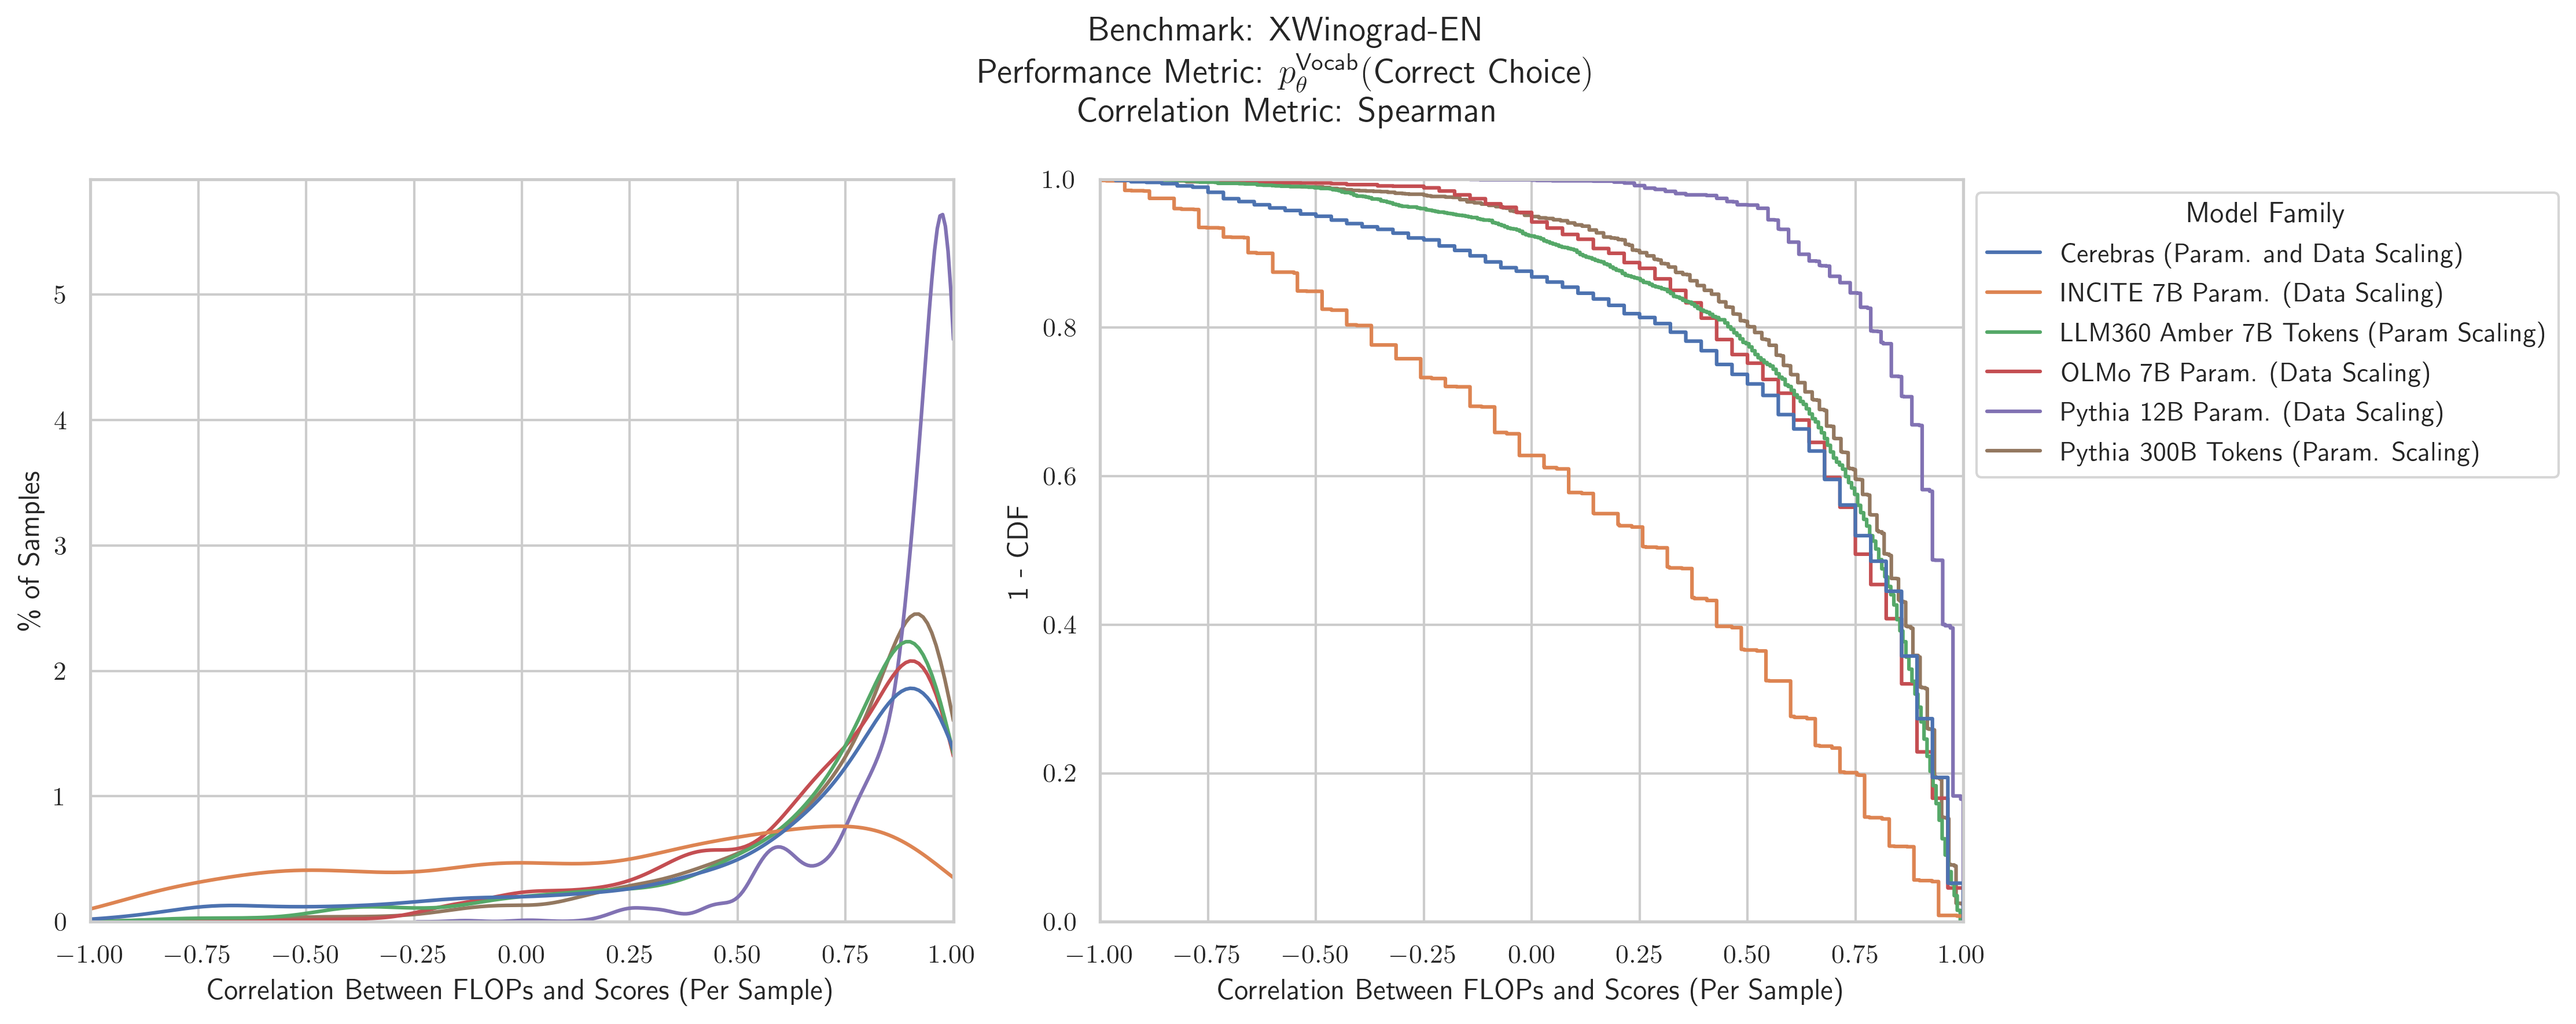 Benchmark: XWinograd-EN
Performance Metric: $p_\theta^{\text{Vocab}}$(Correct Choice)
Correlation Metric: Spearman
% of Samples
5
4
3
2
1
0
−1.00 −0.75 −0.50 −0.25 0.00 0.25 0.50 0.75 1.00
Correlation Between FLOPs and Scores (Per Sample)
1 - CDF
1.0
0.8
0.6
0.4
0.2
0.0
−1.00 −0.75 −0.50 −0.25 0.00 0.25 0.50 0.75 1.00
Correlation Between FLOPs and Scores (Per Sample)
Model Family
Cerebras (Param. and Data Scaling)
INCITE 7B Param. (Data Scaling)
LLM360 Amber 7B Tokens (Param Scaling)
OLMo 7B Param. (Data Scaling)
Pythia 12B Param. (Data Scaling)
Pythia 300B Tokens (Param. Scaling)